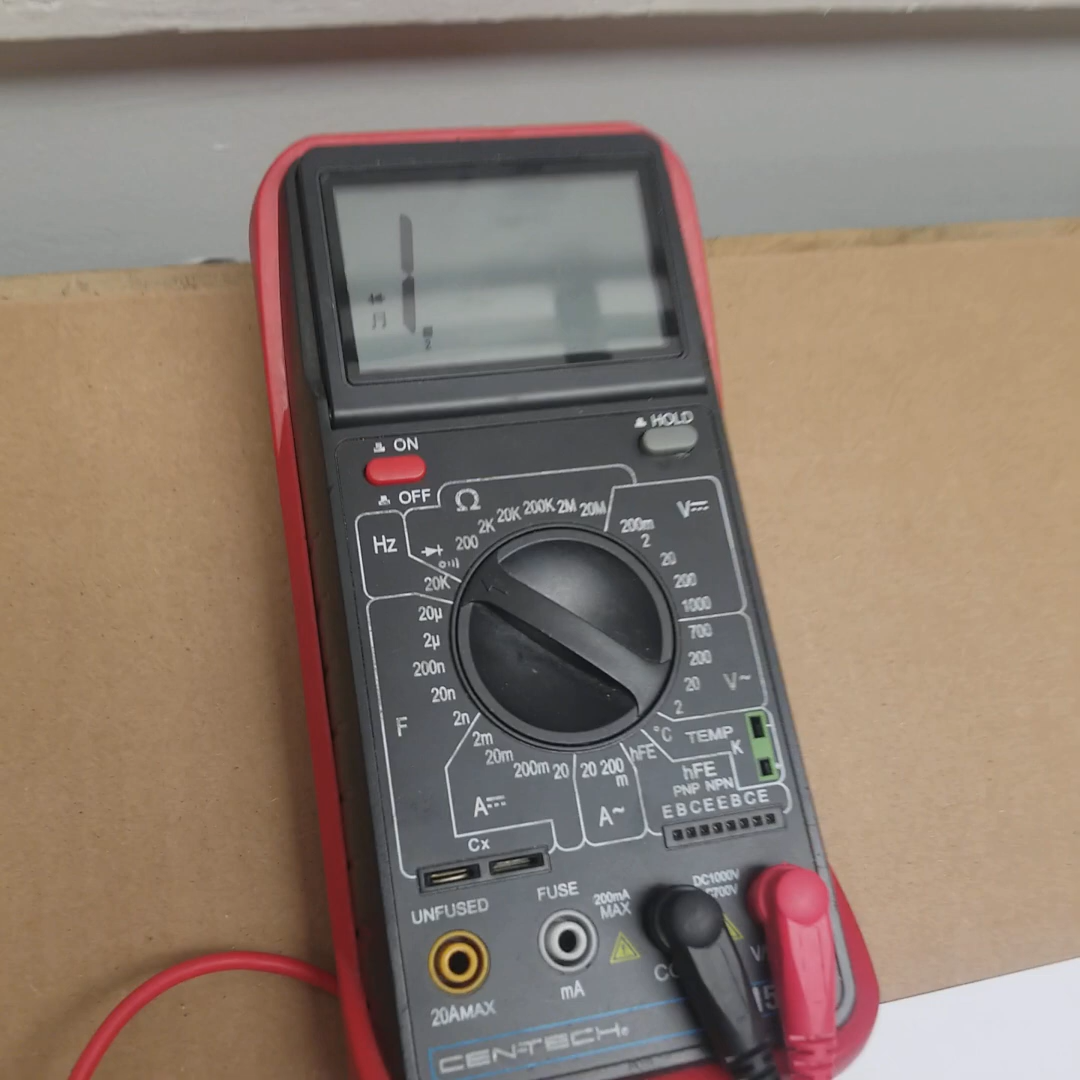 1
ON
HOLD
OFF
Ω
2K 20K 200K 2M 20M
200m
V
Hz
200
2
20
20K
200
1000
20µ
2µ
700
200n
200
20n
20 V~
2n
2
F
2m
20m
200m 20
20 200m
hFE
°C TEMP
K
hFE
PNP NPN
A
A~
EBCEEBCE
Cx
UNFUSED
FUSE
200mA
MAX
DC1000V
mA
20AMAX
CEN-TECH